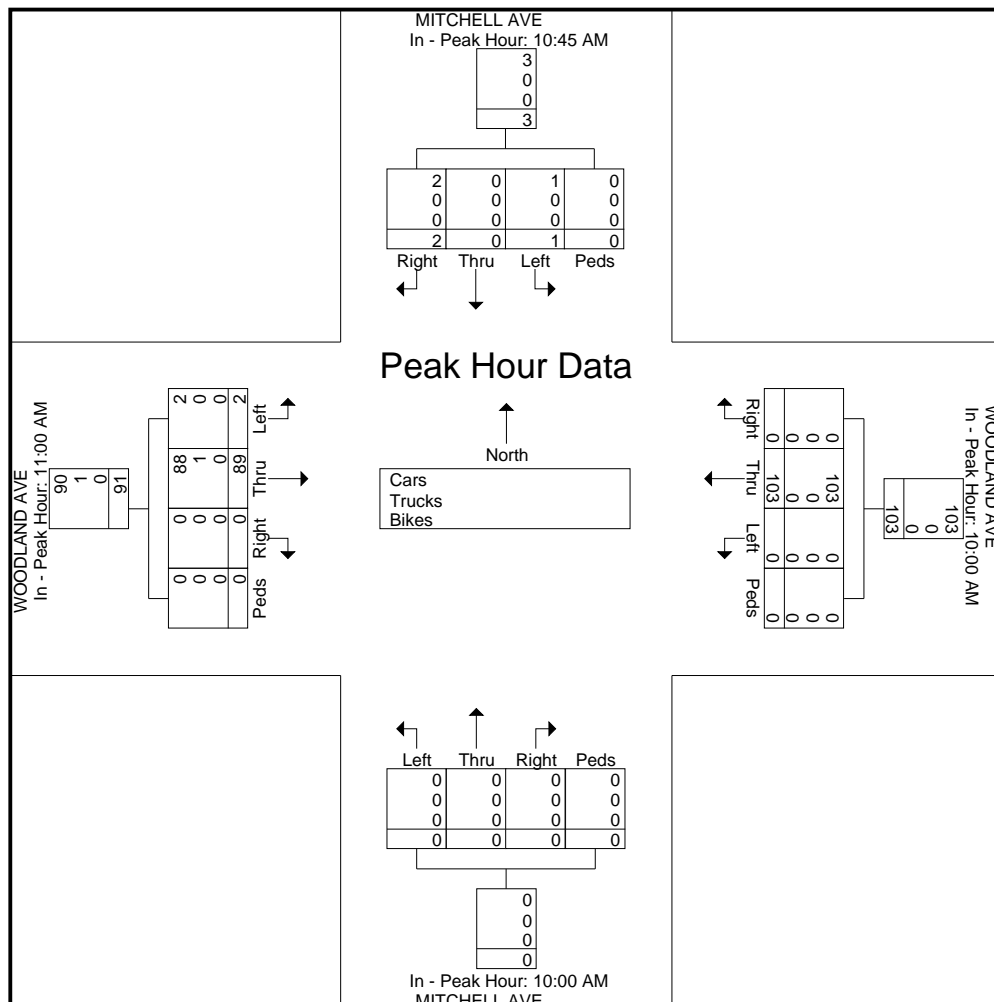 MITCHELL AVE
In - Peak Hour: 10:45 AM
3
0
0
3
2 0 1 0
0 0 0 0
0 0 0 0
2 0 1 0
Right Thru Left Peds
Peak Hour Data
North
Cars
Trucks
Bikes
WOODLAND AVE
In - Peak Hour: 11:00 AM
90
1
0
91
2 0 0 2
Left
88 1 0 89
Thru
0 0 0 0
Right
0 0 0 0
Peds
WOODLAND AVE
In - Peak Hour: 10:00 AM
103
0
0
103
Right
0 0 0 0
Thru
103 0 0 103
Left
0 0 0 0
Peds
0 0 0 0
Left Thru Right Peds
0 0 0 0
0 0 0 0
0 0 0 0
0 0 0 0
0
0
0
0
In - Peak Hour: 10:00 AM
MITCHELL AVE